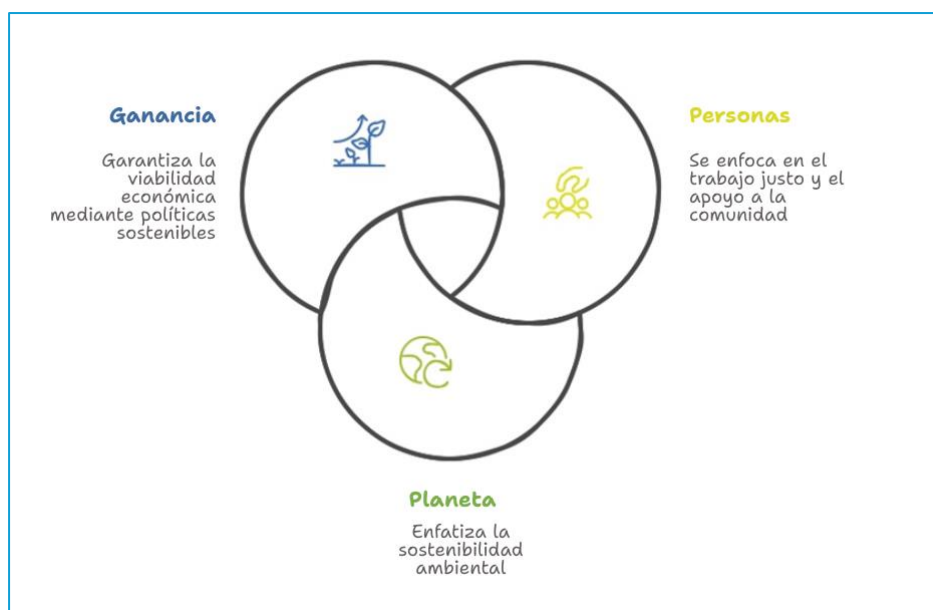 Ganancia
Garantiza la
viabilidad
económica
mediante políticas
sostenibles
Personas
Se enfoca en el
trabajo justo y el
apoyo a la
comunidad
Planeta
Enfatiza la
sostenibilidad
ambiental